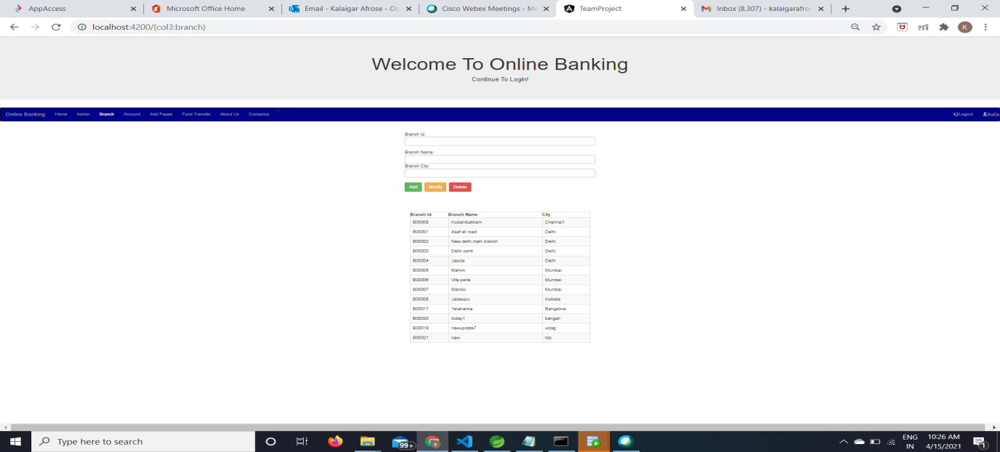 AppAccess Microsoft Office Home Email - Kalaigar Afrose - Ou Cisco Webex Meetings - Me TeamProject Inbox (8,307) - kalaigarafros
localhost:4200/(col3:branch) K
Welcome To Online Banking
Continue To Login!
Online Banking Home Admin Branch Account Add Payee Fund Transfer About Us Contactus Logout Profile
Branch Id:
Branch Name:
Branch City:
Add Modify Delete
Branch Id Branch Name City
B00009 Kodambakkam Chennai1
B00001 Asaf ali road Delhi
B00002 New delhi main branch Delhi
B00003 Delhi cantt Delhi
B00004 Jasola Delhi
B00005 Mahim Mumbai
B00006 Vile parle Mumbai
B00007 Mandvi Mumbai
B00008 Jadavpur Kolkata
B00017 Yelahanka Bangalore
B00020 today1 bangalr
B00019 newupdate7 vizag
B00021 new tdp
Type here to search 99+ K ENG 10:26 AM
IN 4/15/2021 1